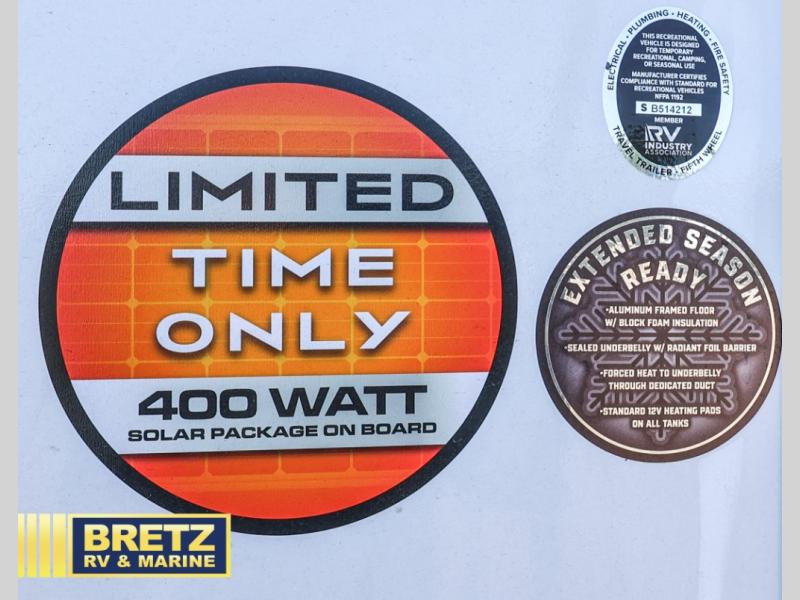 LIMITED
TIME
ONLY
400 WATT
SOLAR PACKAGE ON BOARD
ELECTRICAL • PLUMBING • HEATING • FIRE SAFETY
THIS RECREATIONAL
VEHICLE IS DESIGNED
FOR TEMPORARY
RECREATIONAL, CAMPING,
OR SEASONAL USE
MANUFACTURER CERTIFIES
COMPLIANCE WITH STANDARD FOR
RECREATIONAL VEHICLES
NFPA 1192
S B514212
MEMBER
RV
INDUSTRY
ASSOCIATION
TRAVEL TRAILER • FIFTH WHEEL
EXTENDED SEASON
READY
•ALUMINUM FRAMED FLOOR
W/ BLOCK FOAM INSULATION
•SEALED UNDERBELLY W/ RADIANT FOIL BARRIER
•FORCED HEAT TO UNDERBELLY
THROUGH DEDICATED DUCT
•STANDARD 12V HEATING PADS
ON ALL TANKS
BRETZ
RV & MARINE